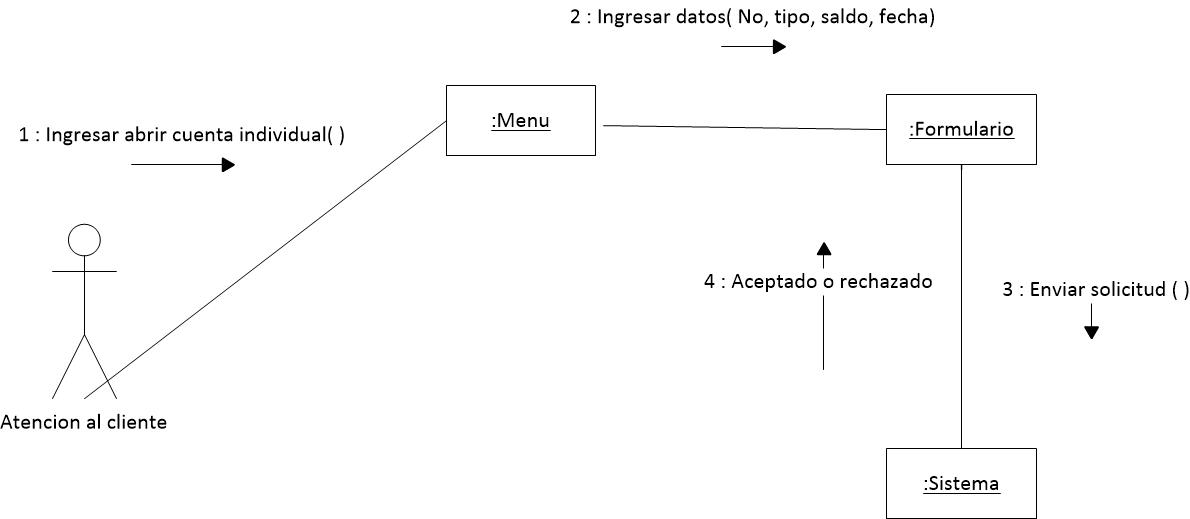 2 : Ingresar datos( No, tipo, saldo, fecha)
:Menu
:Formulario
1 : Ingresar abrir cuenta individual( )
4 : Aceptado o rechazado
3 : Enviar solicitud ( )
Atencion al cliente
:Sistema